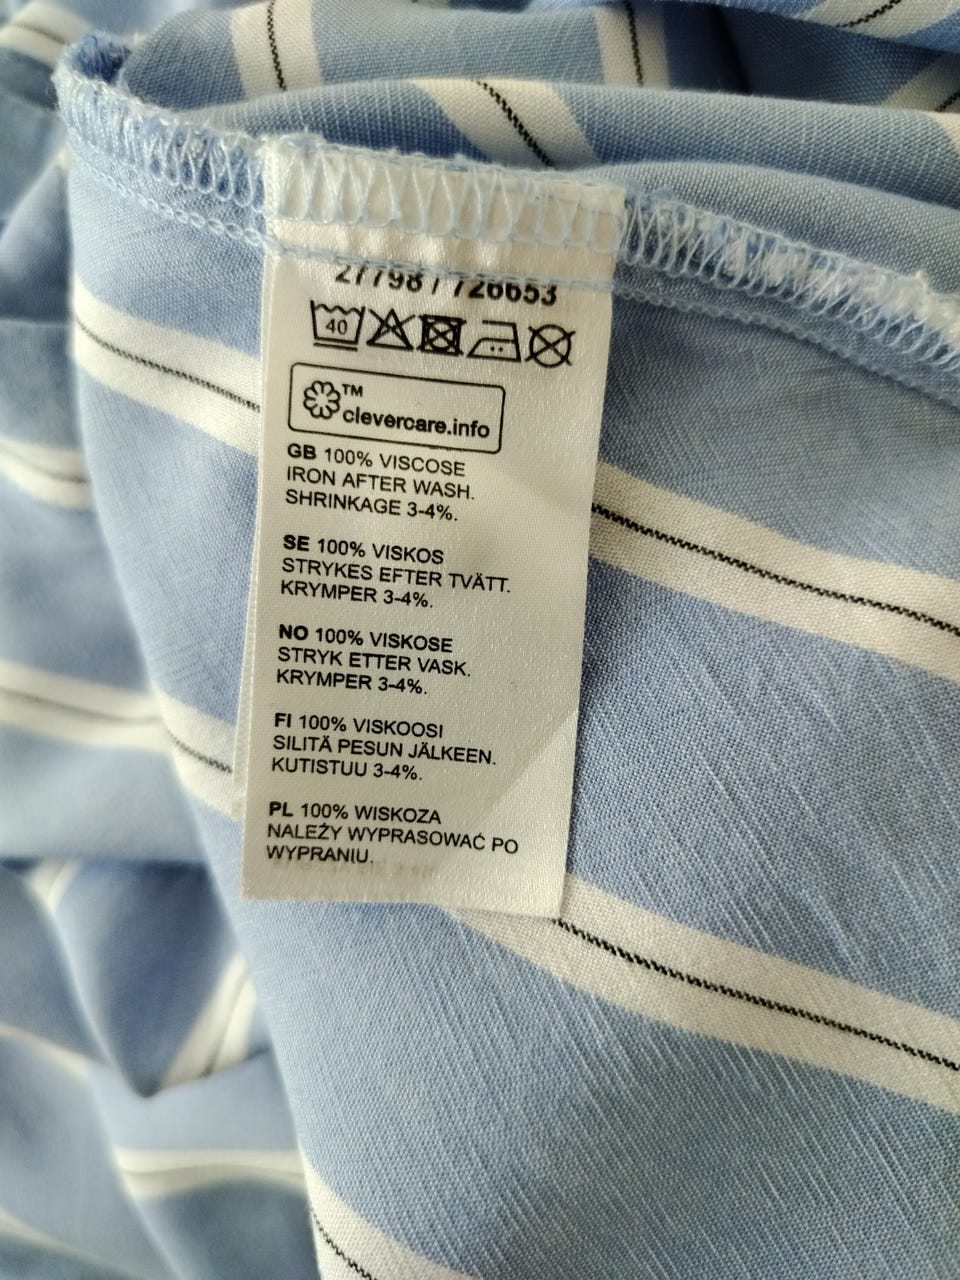 27798 / 726653
40
™
clevercare.info
GB 100% VISCOSE
IRON AFTER WASH.
SHRINKAGE 3-4%.
SE 100% VISKOS
STRYKES EFTER TVÄTT.
KRYMPER 3-4%.
NO 100% VISKOSE
STRYK ETTER VASK.
KRYMPER 3-4%.
FI 100% VISKOOSI
SILITÄ PESUN JÄLKEEN.
KUTISTUU 3-4%.
PL 100% WISKOZA
NALEŻY WYPRASOWAĆ PO
WYPRANIU.